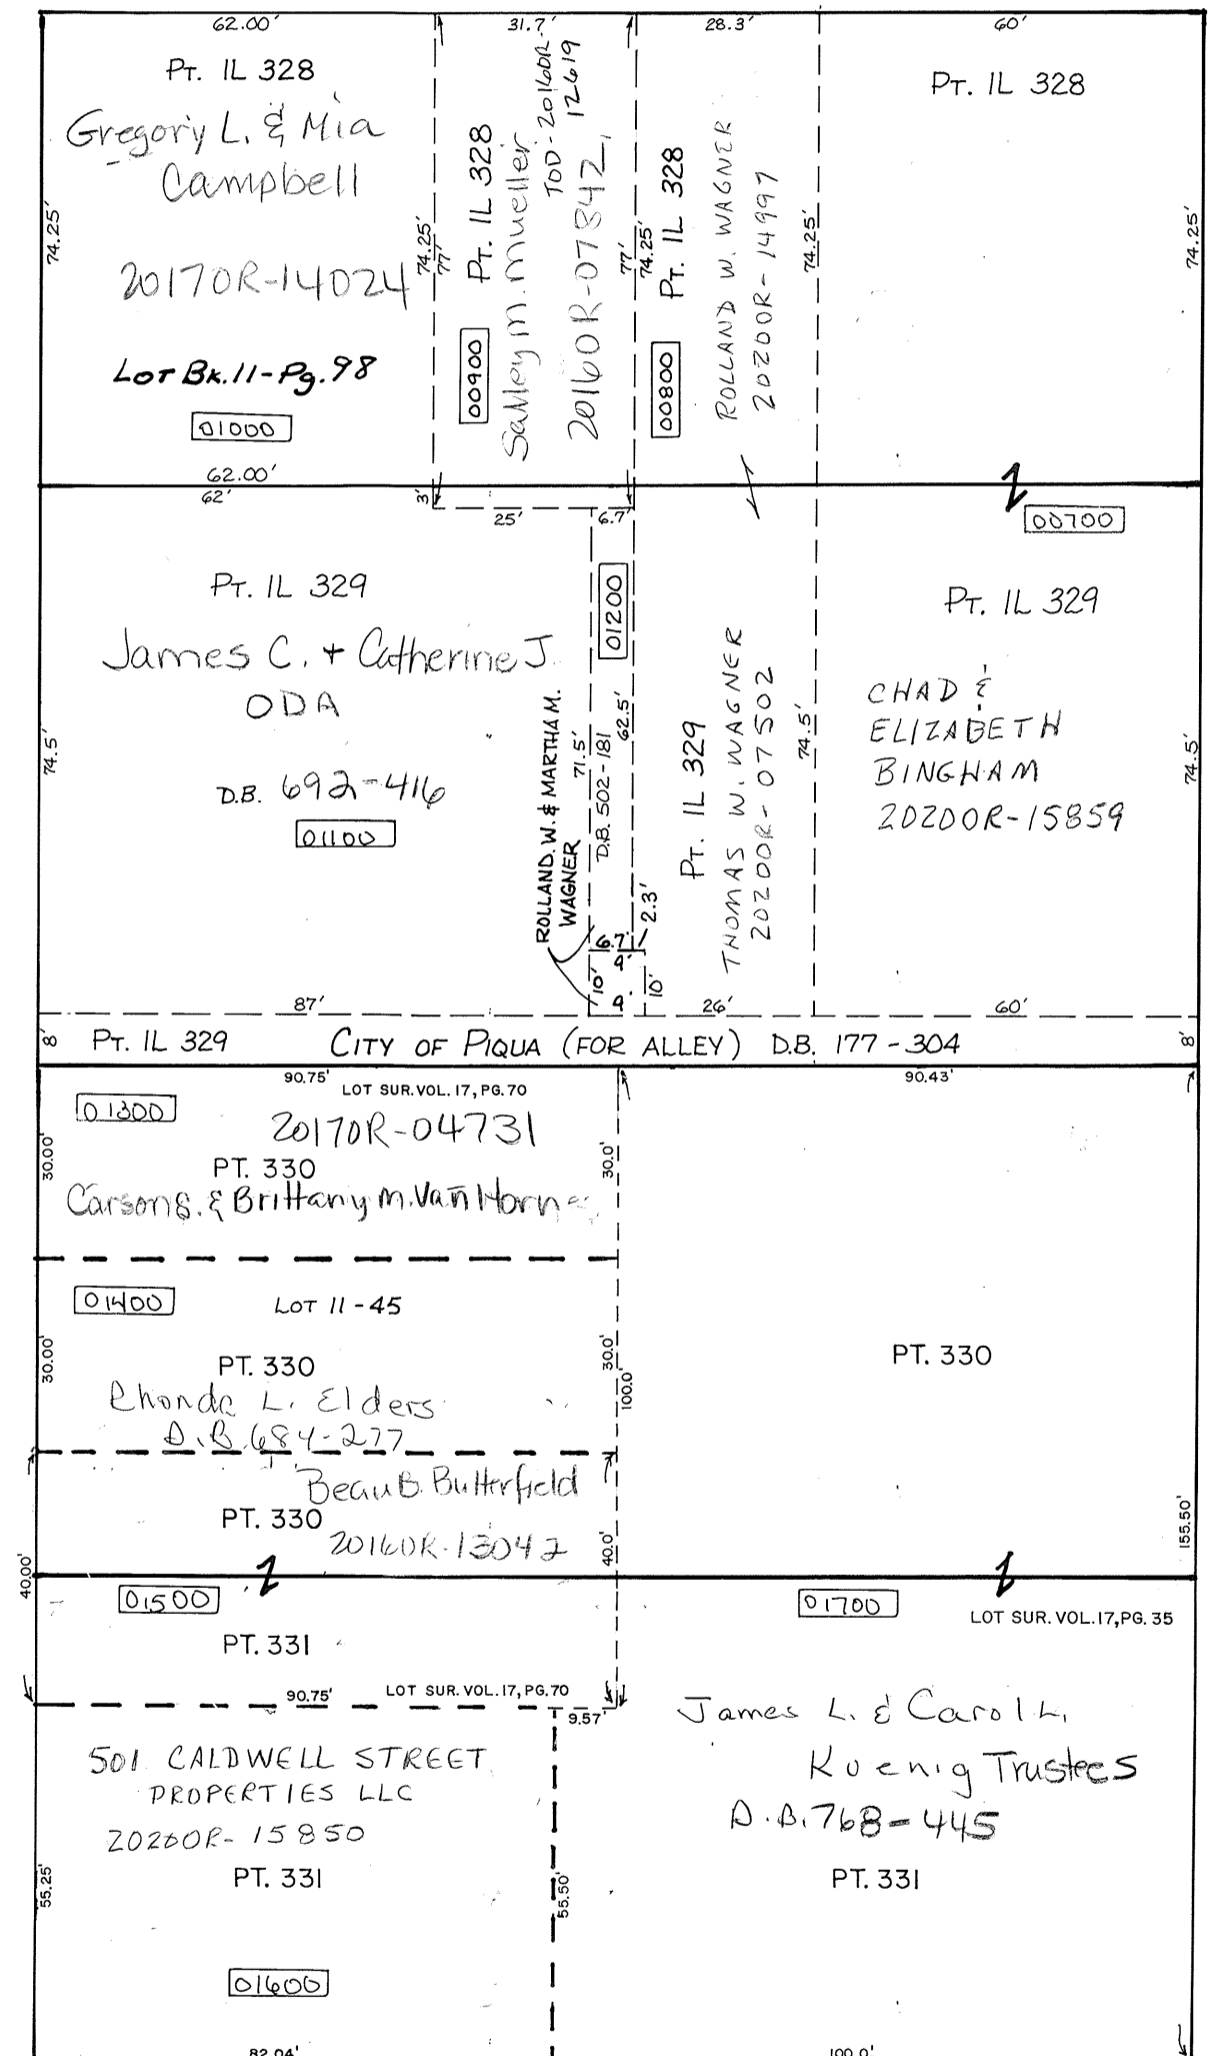 62.00'
31.7'
28.3'
60'
PT. IL 328
Gregory L. & Mia
Campbell
20170R-14024
LOT BK.11-Pg.98
01000
74.25'
74.25'
77'
62.00'
PT. IL 328
Salley M. Mueller
TOD-20160R-
12619
20160R-07842,
00900
77'
74.25'
PT. IL 328
00800
ROLLAND W. WAGNER
20200R-14997
74.25'
PT. IL 328
74.25'
62'
3'
25'
6.7'
00700
PT. IL 329
James C. + Catherine J.
ODA
D.B. 692-416
01100
74.5'
87'
ROLLAND.W. & MARTHA M.
WAGNER
71.5'
D.B. 502-181
62.5'
01200
6.7'
2.3'
9'
10'
10'
9'
PT. IL 329
THOMAS W. WAGNER
20200R-07502
74.5'
26'
PT. IL 329
CHAD &
ELIZABETH
BINGHAM
20200R-15859
74.5'
60'
8'
PT. IL 329
CITY OF PIQUA (FOR ALLEY) D.B. 177-304
8'
90.75'
LOT SUR. VOL. 17, PG. 70
90.43'
01300
20170R-04731
30.00'
30.0'
PT. 330
Carson S. & Brittany M. Van Horn
01400
LOT 11-45
30.00'
30.0'
100.0'
PT. 330
PT. 330
Rhonda L. Elders
D.B. 684-277
Beau B. Butterfield
PT. 330
20160R-13042
40.00'
40.0'
155.50'
01500
01700
LOT SUR. VOL. 17, PG. 35
PT. 331
90.75'
LOT SUR. VOL. 17, PG. 70
9.57'
James L. & Carol L.
Koenig Trustees
D.B. 768-445
501 CALDWELL STREET
PROPERTIES LLC
20200R-15850
PT. 331
PT. 331
55.25'
55.50'
01600
82.04'
100.0'